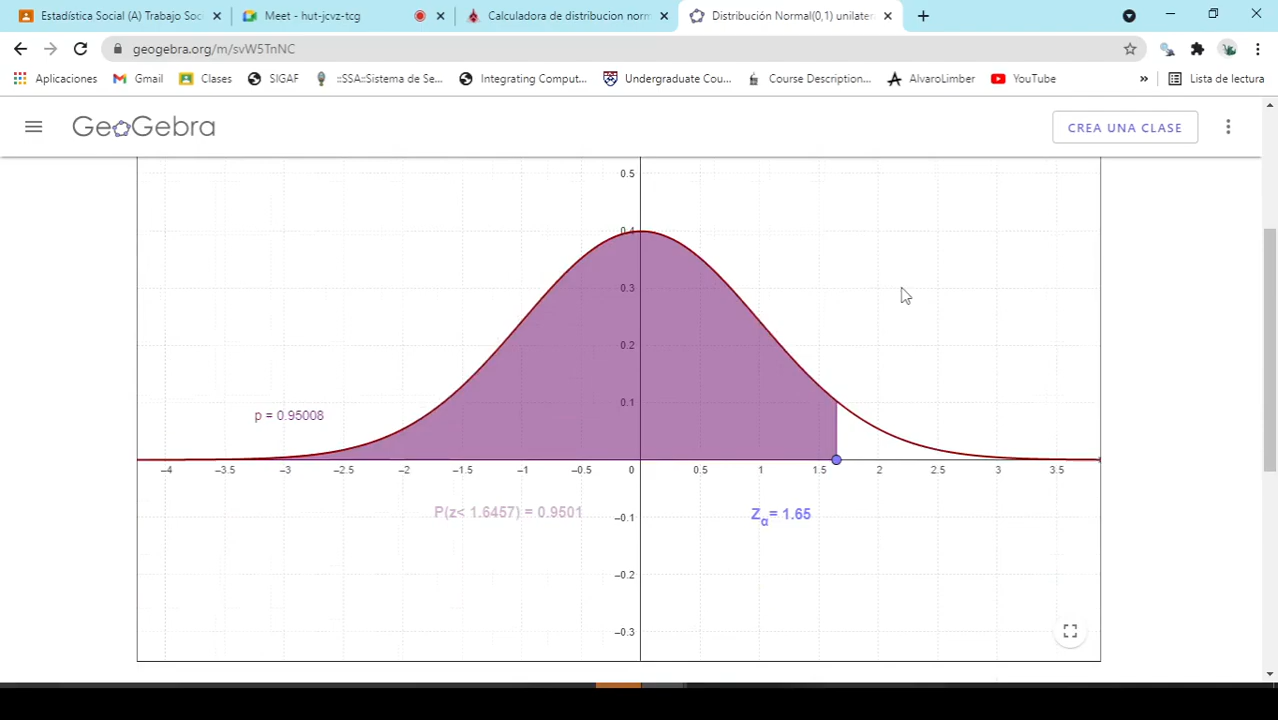 Estadística Social (A) Trabajo Soc
Meet - hut-jcvz-tcg
Calculadora de distribucion norm
Distribución Normal(0,1) unilatera
geogebra.org/m/svW5TnNC
Aplicaciones
Gmail
Clases
SIGAF
::SSA::Sistema de Se...
Integrating Comput...
Undergraduate Cou...
Course Description...
AlvaroLimber
YouTube
»
Lista de lectura
GeoGebra
CREA UNA CLASE
0.5
0.4
0.3
0.2
p = 0.95008
0.1
–4 –3.5 –3 –2.5 –2 –1.5 –1 –0.5 0 0.5 1 1.5 2 2.5 3 3.5
P(z< 1.6457) = 0.9501
–0.1
Zα= 1.65
–0.2
–0.3